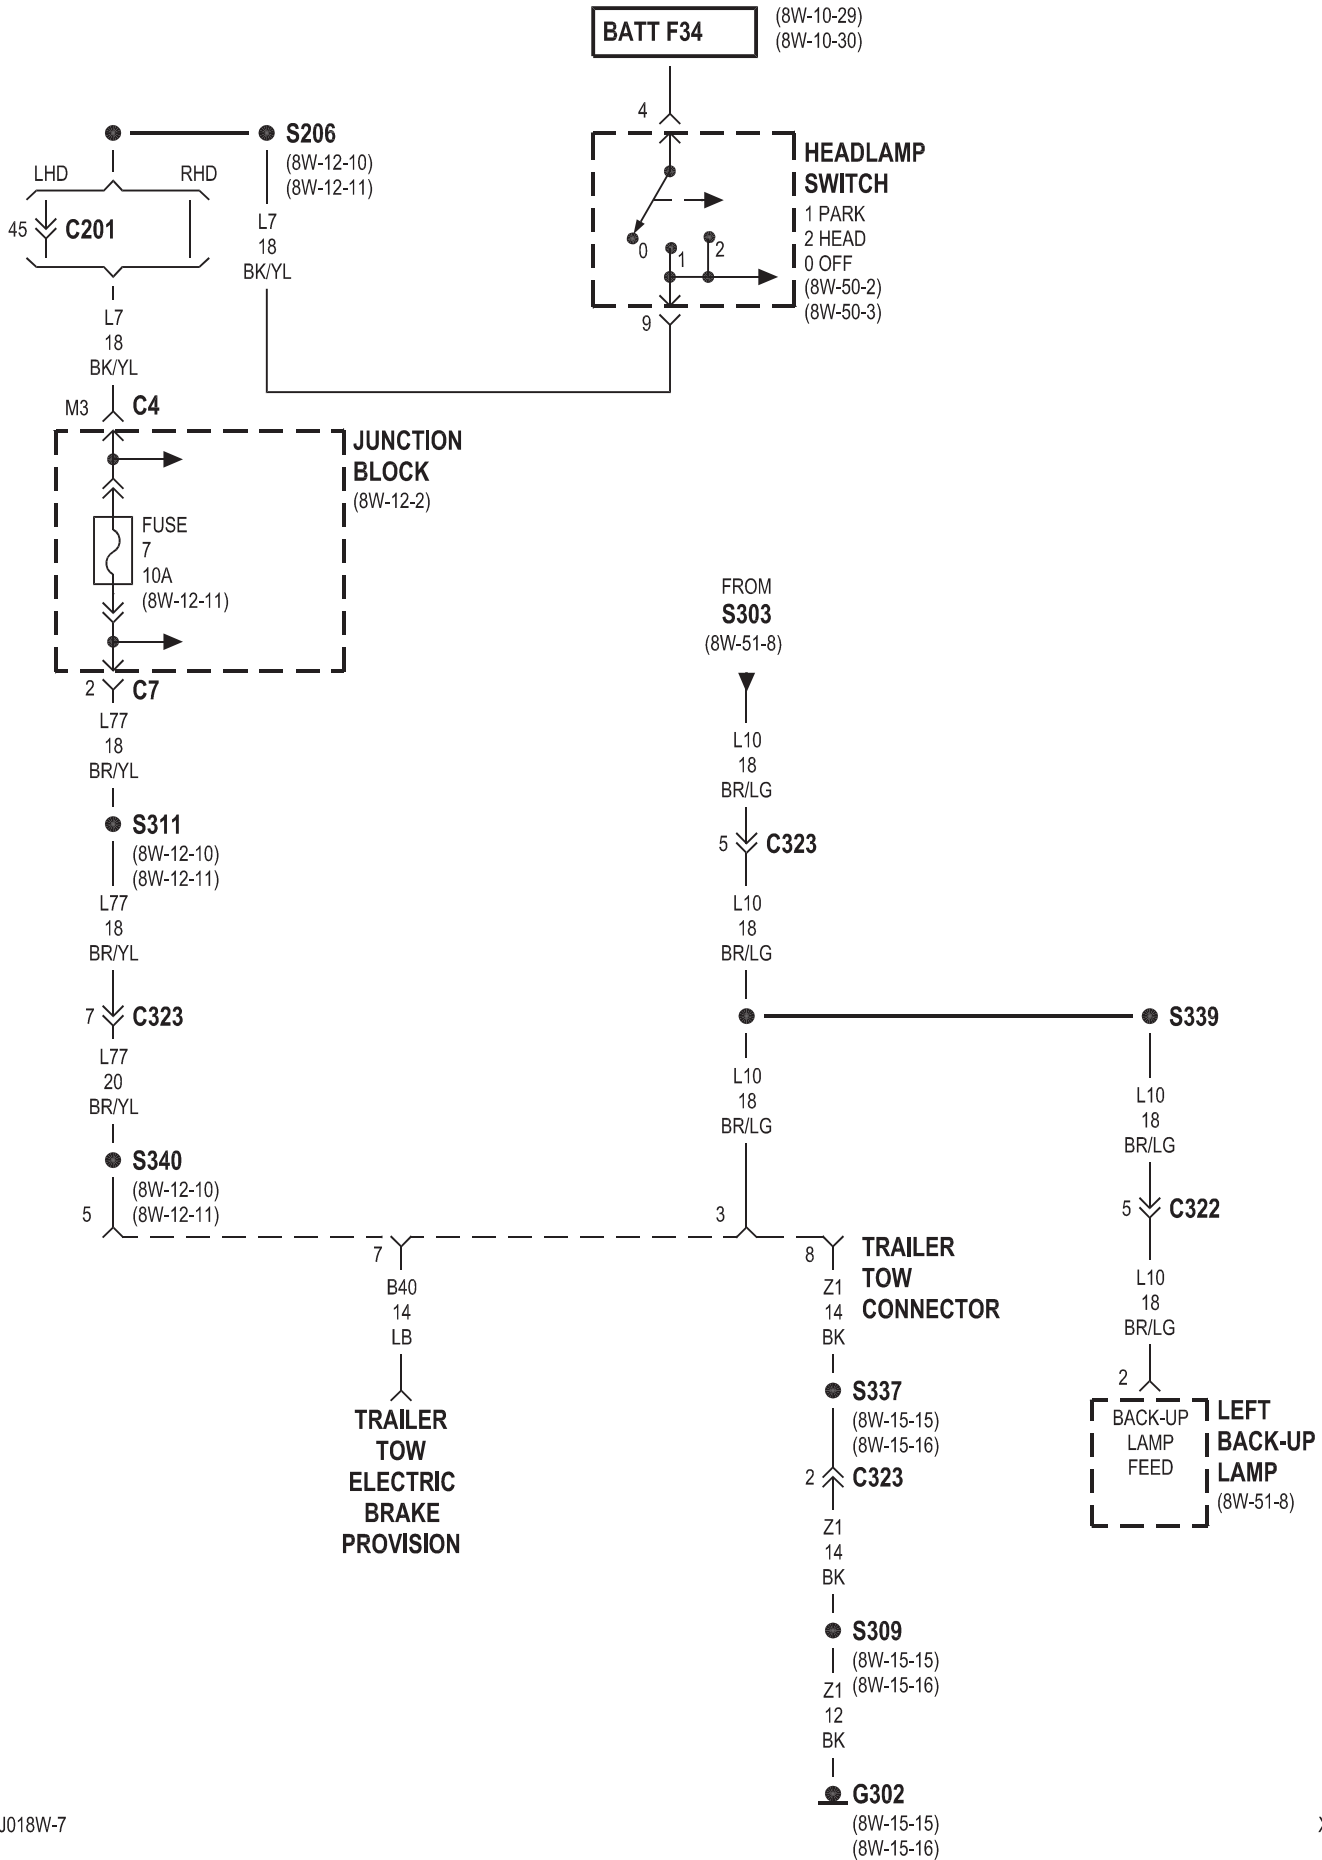 BATT F34
(8W-10-29)
(8W-10-30)
4
S206
(8W-12-10)
(8W-12-11)
LHD
RHD
45
C201
L7
18
BK/YL
HEADLAMP
SWITCH
1 PARK
2 HEAD
0 OFF
(8W-50-2)
(8W-50-3)
0
1
2
9
L7
18
BK/YL
M3
C4
JUNCTION
BLOCK
(8W-12-2)
FUSE
7
10A
(8W-12-11)
2
C7
L77
18
BR/YL
S311
(8W-12-10)
(8W-12-11)
L77
18
BR/YL
7
C323
L77
20
BR/YL
S340
(8W-12-10)
(8W-12-11)
5
FROM
S303
(8W-51-8)
L10
18
BR/LG
5
C323
L10
18
BR/LG
S339
L10
18
BR/LG
3
L10
18
BR/LG
5
C322
L10
18
BR/LG
2
BACK-UP
LAMP
FEED
LEFT
BACK-UP
LAMP
(8W-51-8)
7
B40
14
LB
TRAILER
TOW
ELECTRIC
BRAKE
PROVISION
8
TRAILER
TOW
CONNECTOR
Z1
14
BK
S337
(8W-15-15)
(8W-15-16)
2
C323
Z1
14
BK
S309
(8W-15-15)
(8W-15-16)
Z1
12
BK
G302
(8W-15-15)
(8W-15-16)
J018W-7